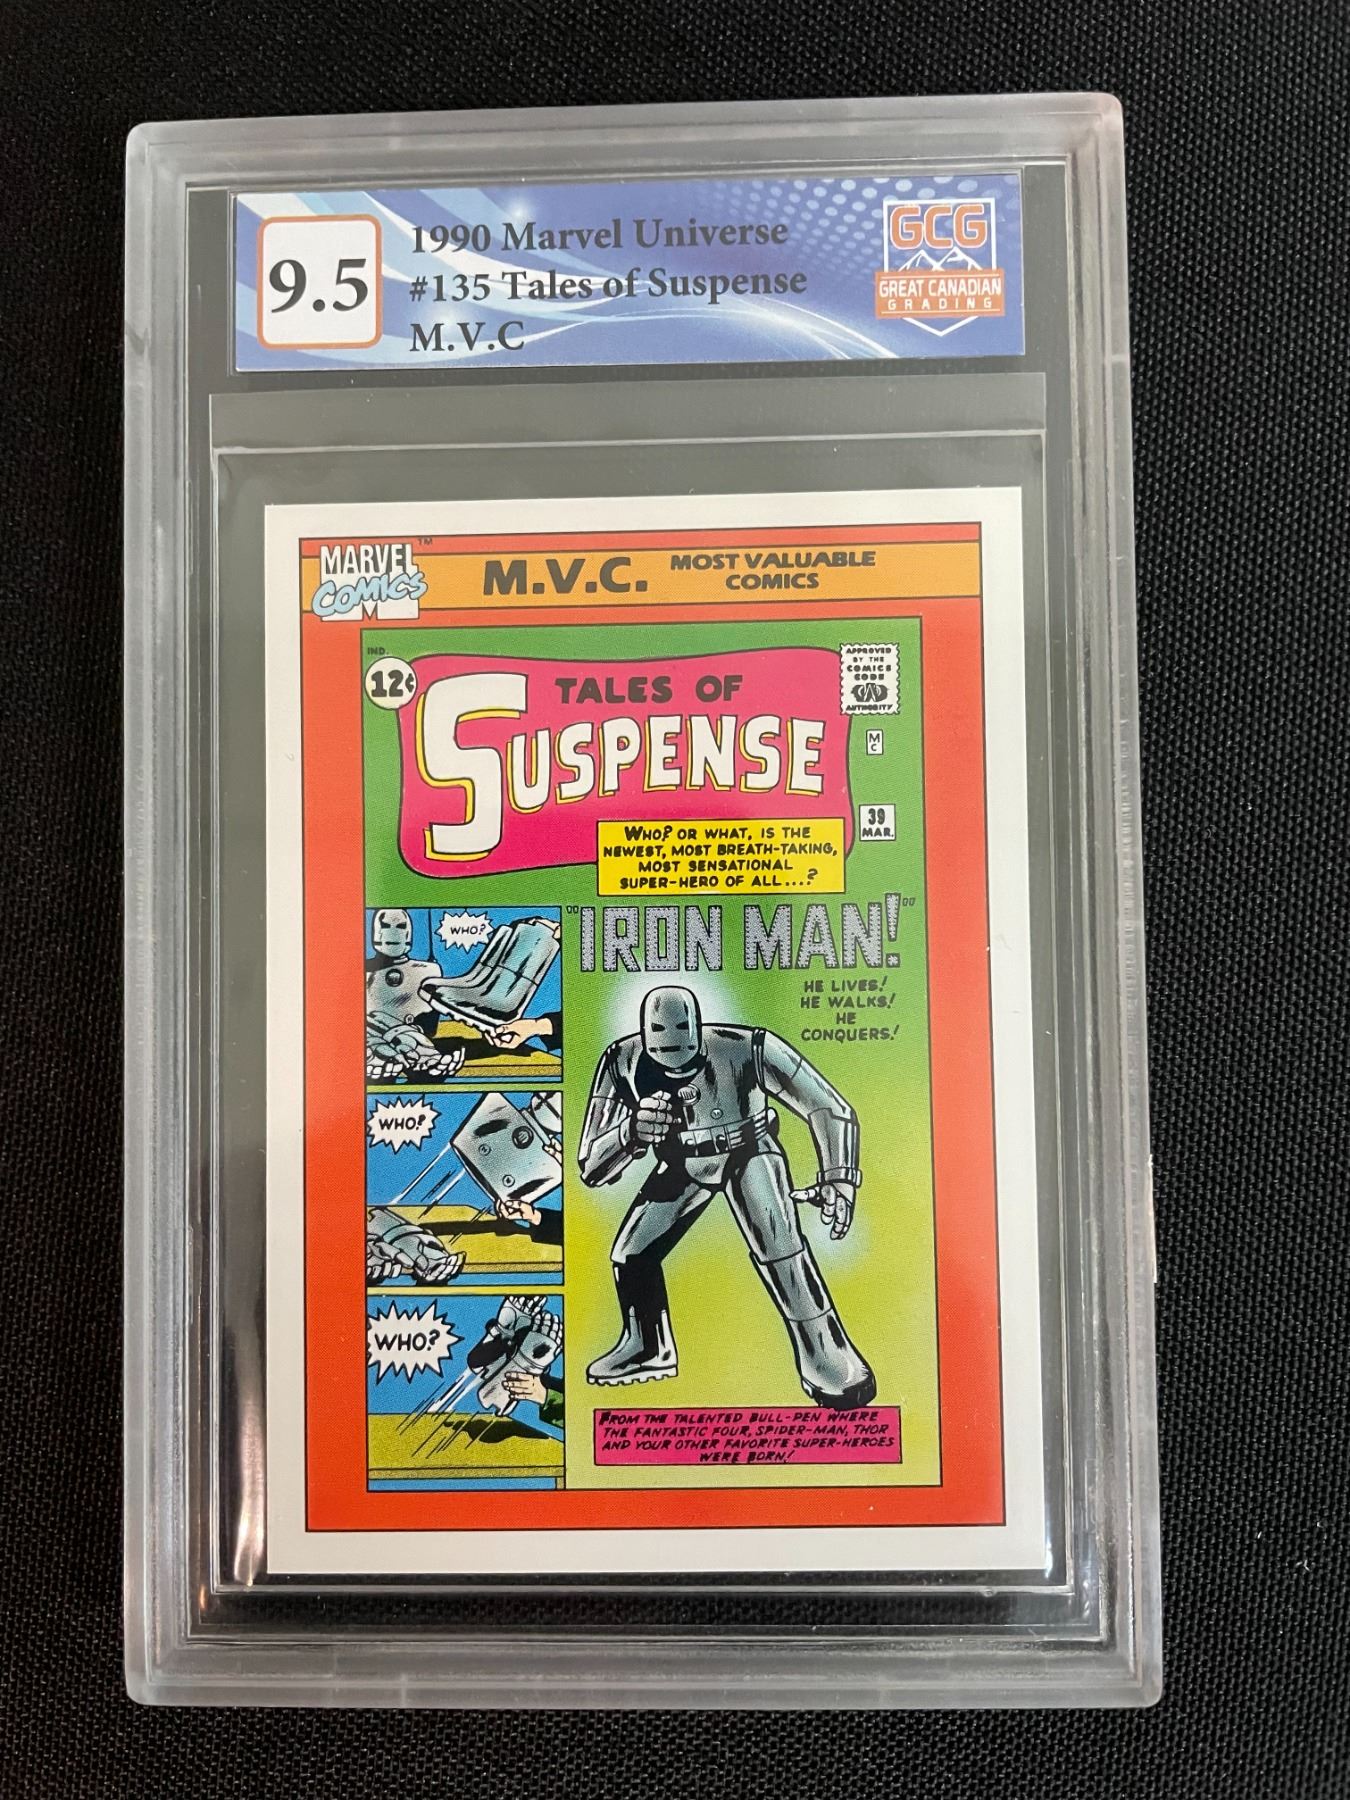 9.5
1990 Marvel Universe
#135 Tales of Suspense
M.V.C
GCG
GREAT CANADIAN
GRADING
MARVEL™
COMICS
M.V.C.
MOST VALUABLE
COMICS
IND.
12¢
TALES OF
SUSPENSE
APPROVED
BY THE
COMICS
CODE
AUTHORITY
M
C
39
MAR.
WHO? OR WHAT, IS THE
NEWEST, MOST BREATH-TAKING,
MOST SENSATIONAL
SUPER-HERO OF ALL...?
"IRON MAN!"
HE LIVES!
HE WALKS!
HE
CONQUERS!
WHO?
WHO?
WHO?
FROM THE TALENTED BULL-PEN WHERE
THE FANTASTIC FOUR, SPIDER-MAN, THOR
AND YOUR OTHER FAVORITE SUPER-HEROES
WERE BORN!